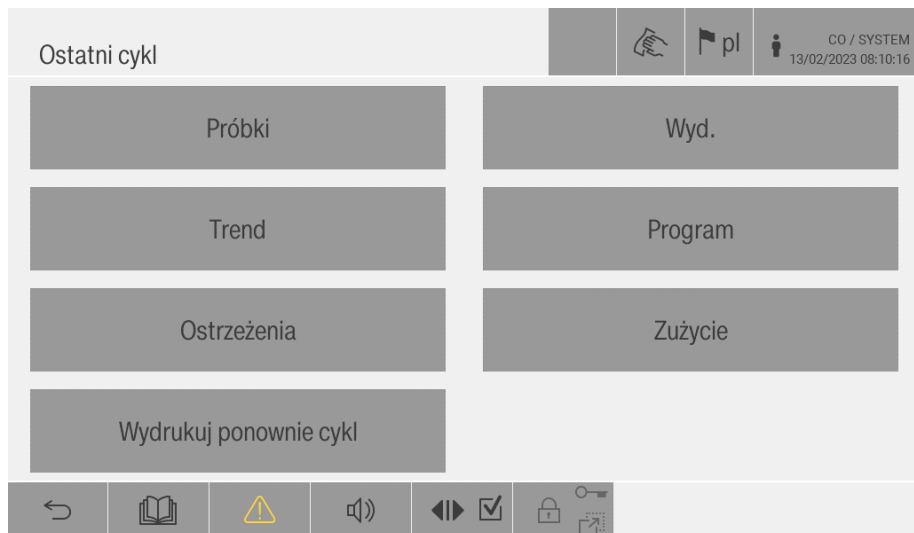 Ostatni cykl
pl
CO / SYSTEM
13/02/2023 08:10:16
Próbki
Wyd.
Trend
Program
Ostrzeżenia
Zużycie
Wydrukuj ponownie cykl